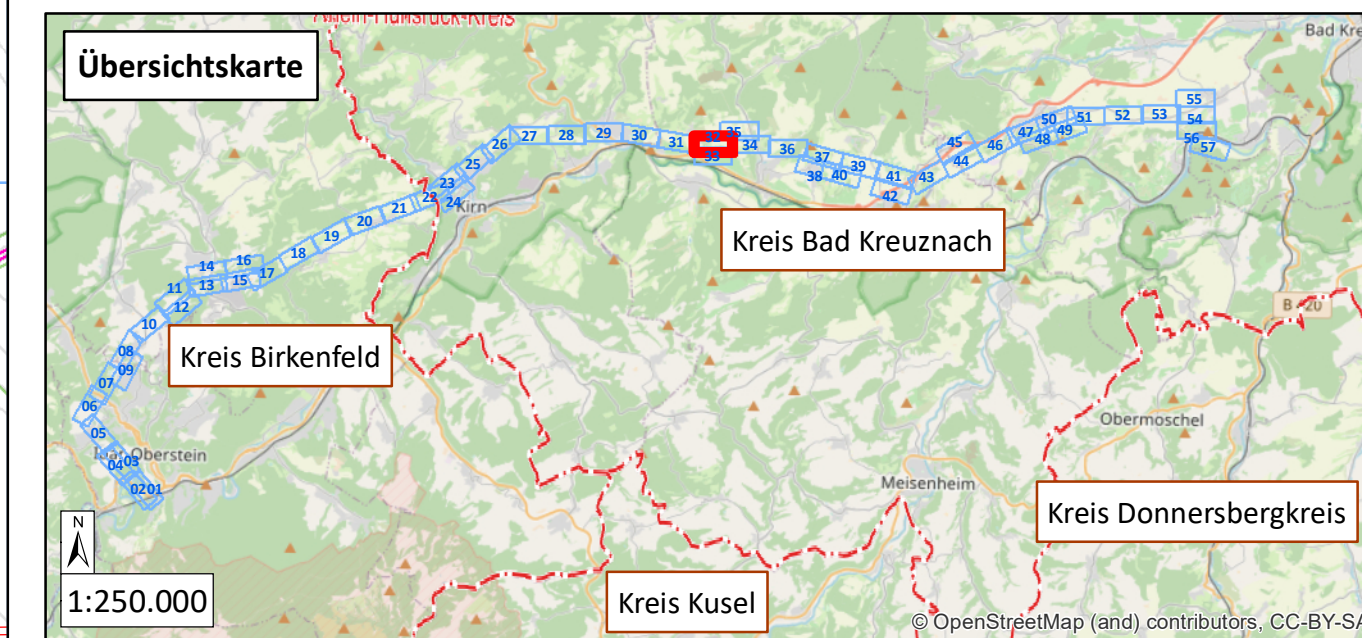 Rhein-Hunsrück-Kreis
Bad Kre
Übersichtskarte
55
50 51 52 53 54
27 28 29 30 31 32 35 34 36
33
26
25
47 49
48
45 46
44
56
57
37
38 39 40 41
43
42
23
22 24
Kirn
21
20
19
18
Kreis Bad Kreuznach
14 16
17
11 13 15
12
10
B 420
08
09
Kreis Birkenfeld
07
06
05
Obermoschel
Idar-Oberstein
03
04
02 01
Meisenheim
Kreis Donnersbergkreis
N
1:250.000
Kreis Kusel
© OpenStreetMap (and) contributors, CC-BY-SA